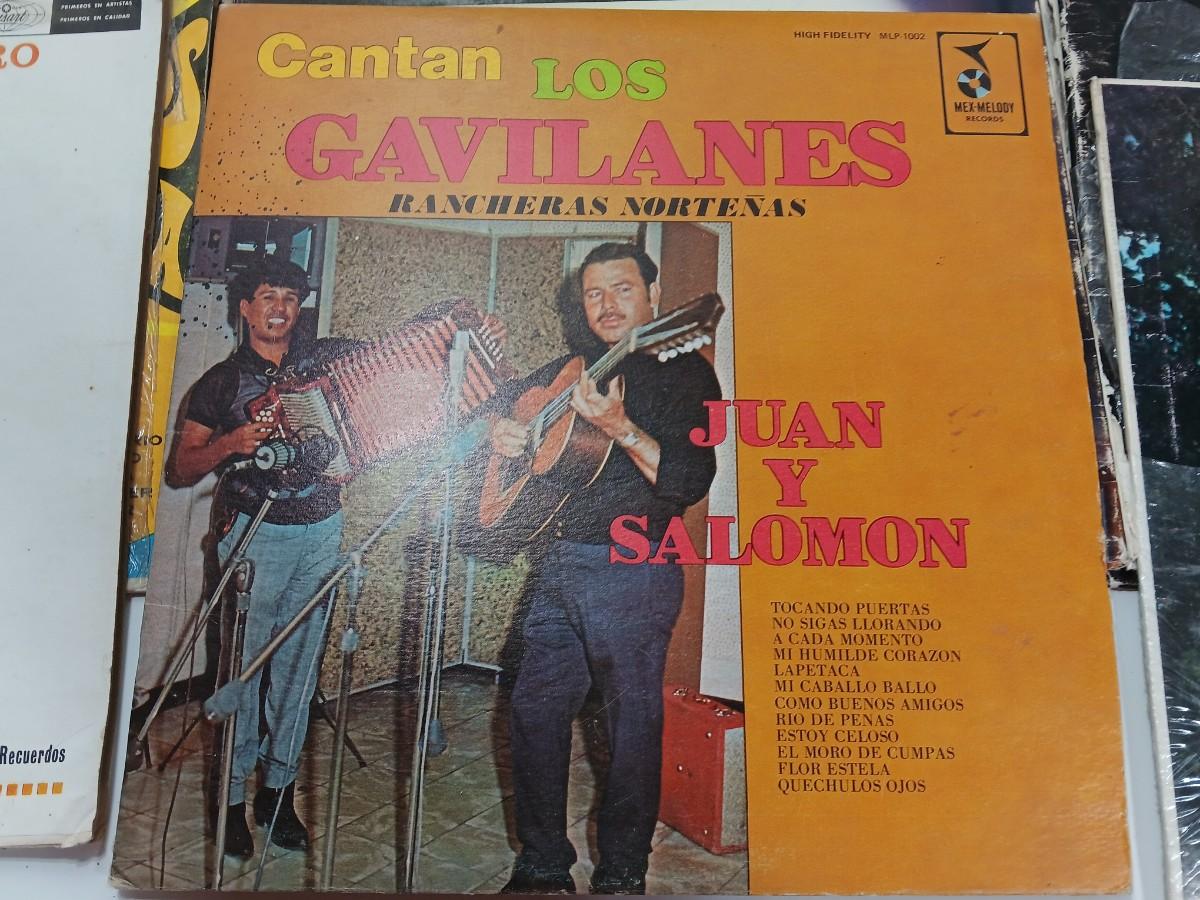 PRIMEROS EN ARTISTAS
PRIMEROS EN CALIDAD
RO
Recuerdos
Cantan LOS
GAVILANES
RANCHERAS NORTEÑAS
HIGH FIDELITY MLP-1002
MEX-MELODY
RECORDS
JUAN
Y
SALOMON
TOCANDO PUERTAS
NO SIGAS LLORANDO
A CADA MOMENTO
MI HUMILDE CORAZON
LAPETACA
MI CABALLO BALLO
COMO BUENOS AMIGOS
RIO DE PENAS
ESTOY CELOSO
EL MORO DE CUMPAS
FLOR ESTELA
QUECHULOS OJOS